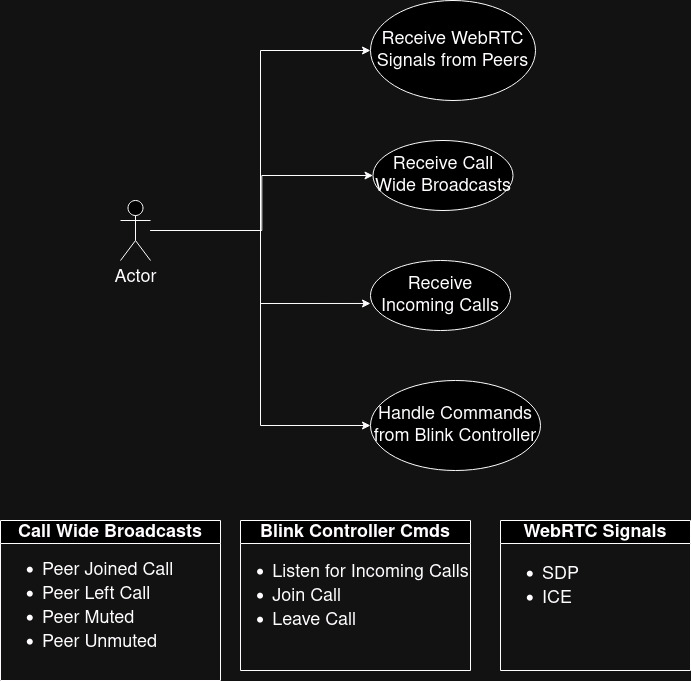 Receive WebRTC
Signals from Peers
Receive Call
Wide Broadcasts
Actor
Receive
Incoming Calls
Handle Commands
from Blink Controller
Call Wide Broadcasts
Peer Joined Call
Peer Left Call
Peer Muted
Peer Unmuted
Blink Controller Cmds
Listen for Incoming Calls
Join Call
Leave Call
WebRTC Signals
SDP
ICE